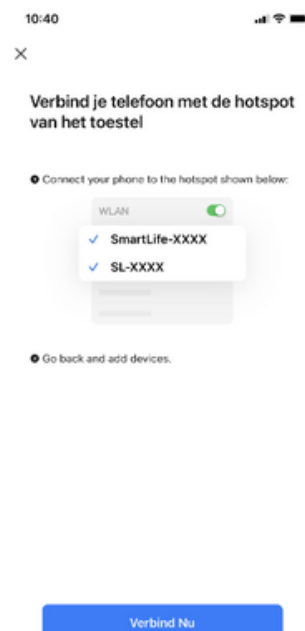 10:40
Verbind je telefoon met de hotspot
van het toestel
Connect your phone to the hotspot shown below:
WLAN
SmartLife-XXXX
SL-XXXX
Go back and add devices.
Verbind Nu